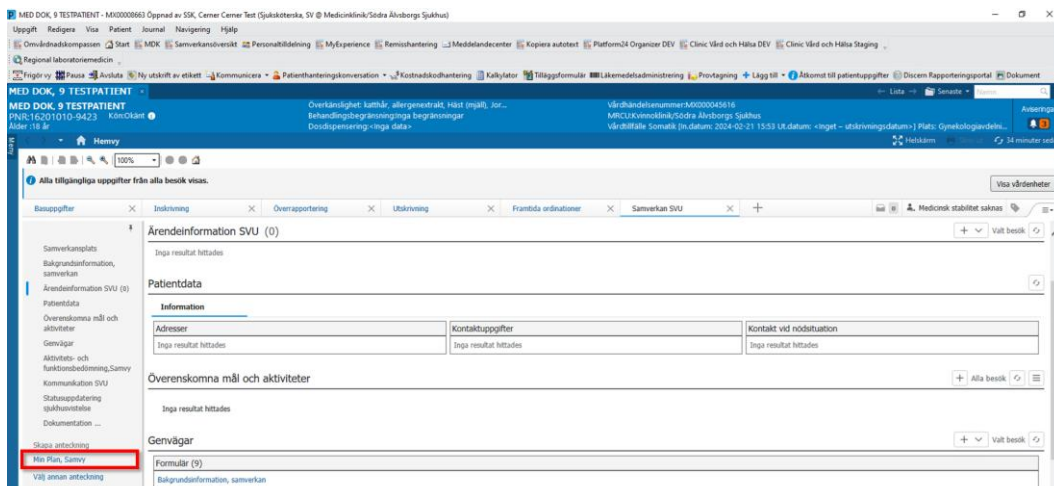 MED DOK, 9 TESTPATIENT - MX00008663 Öppnad av SSK, Cerner Cerner Test (Sjuksköterska, SV @ Medicinklinik/Södra Älvsborgs Sjukhus)
Uppgift Redigera Visa Patient Journal Navigering Hjälp
Omvårdnadskompassen Start MDK Samverkansöversikt Personaltilldelning MyExperience Remisshantering Meddelandecenter Kopiera autotext Platform24 Organizer DEV Clinic Vård och Hälsa DEV Clinic Vård och Hälsa Staging
Regional laboratoriemedicin
Frigör vy Pausa Avsluta Ny utskrift av etikett Kommunicera Patienthanteringskonversation Kostnadskodhantering Kalkylator Tilläggsformulär Läkemedelsadministrering Provtagning Lägg till Åtkomst till patientuppgifter Discern Rapporteringsportal Dokument
MED DOK, 9 TESTPATIENT Lista Senaste
MED DOK, 9 TESTPATIENT Överkänslighet: katthår, allergenextrakt, Häst (mjäll), Jor... Vårdhändelsenummer:MX000045616
PNR:16201010-9423 Kön:Okänt Behandlingsbegränsning:Inga begränsningar MRCU:Kvinnoklinik/Södra Älvsborgs Sjukhus Aviseringa
Ålder :18 år Dosdispensering:<Inga data> Vårdtillfälle Somatik [In.datum: 2024-02-21 15:53 Ut.datum: <Inget – utskrivningsdatum>] Plats: Gynekologiavdelni...
Meny Hemvy Helskärm 34 minuter sed
100%
Alla tillgängliga uppgifter från alla besök visas. Visa vårdenheter
Basuppgifter Inskrivning Överrapportering Utskrivning Framtida ordinationer Samverkan SVU Medicinsk stabilitet saknas
Samverkansplats
Bakgrundsinformation, samverkan
Ärendeinformation SVU (0)
Patientdata
Överenskomna mål och aktiviteter
Genvägar
Aktivitets- och funktionsbedömning,Samvy
Kommunikation SVU
Statusuppdatering sjukhusvistelse
Dokumentation ...
Skapa anteckning
Min Plan, Samvy
Välj annan anteckning
Ärendeinformation SVU (0) Valt besök
Inga resultat hittades
Patientdata
Information
Adresser Kontaktuppgifter Kontakt vid nödsituation
Inga resultat hittades Inga resultat hittades Inga resultat hittades
Överenskomna mål och aktiviteter Alla besök
Inga resultat hittades
Genvägar Valt besök
Formulär (9)
Bakgrundsinformation, samverkan